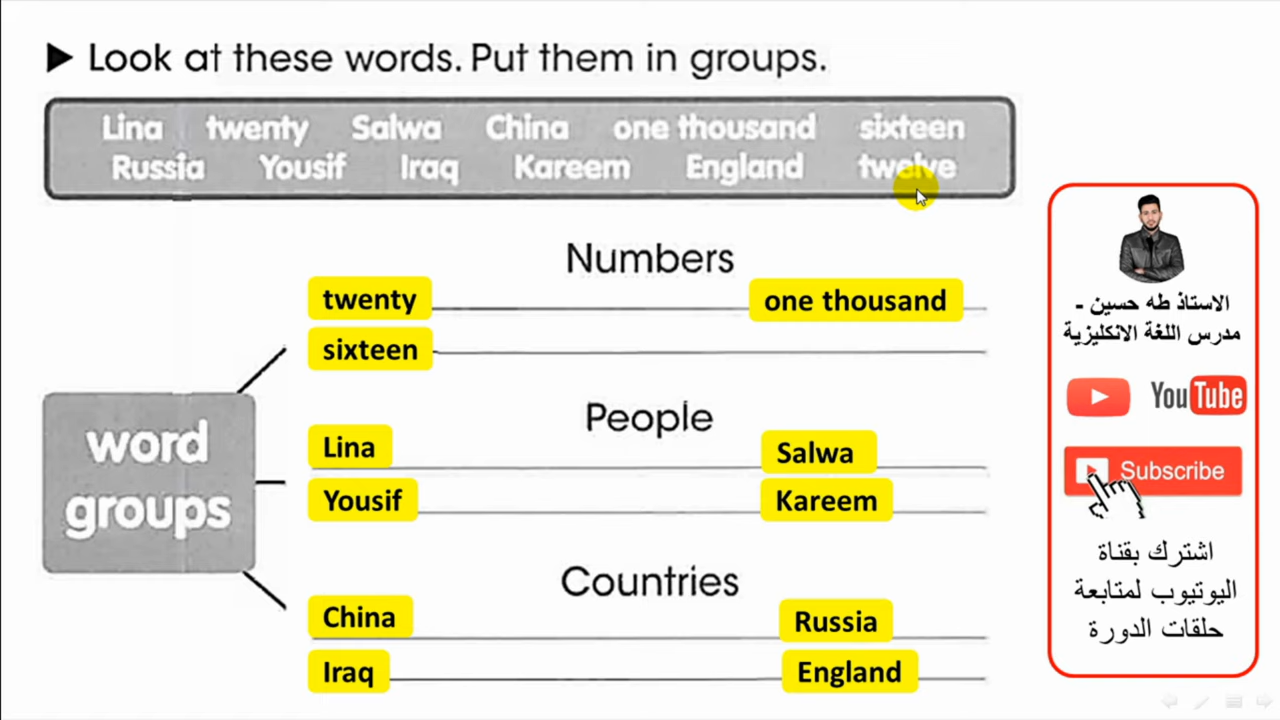 Look at these words. Put them in groups.
Lina twenty Salwa China one thousand sixteen
Russia Yousif Iraq Kareem England twelve
Numbers
twenty one thousand
sixteen
word
groups
People
Lina Salwa
Yousif Kareem
Countries
China Russia
Iraq England
الاستاذ طه حسين -
مدرس اللغة الانكليزية
YouTube
Subscribe
اشترك بقناة
اليوتيوب لمتابعة
حلقات الدورة